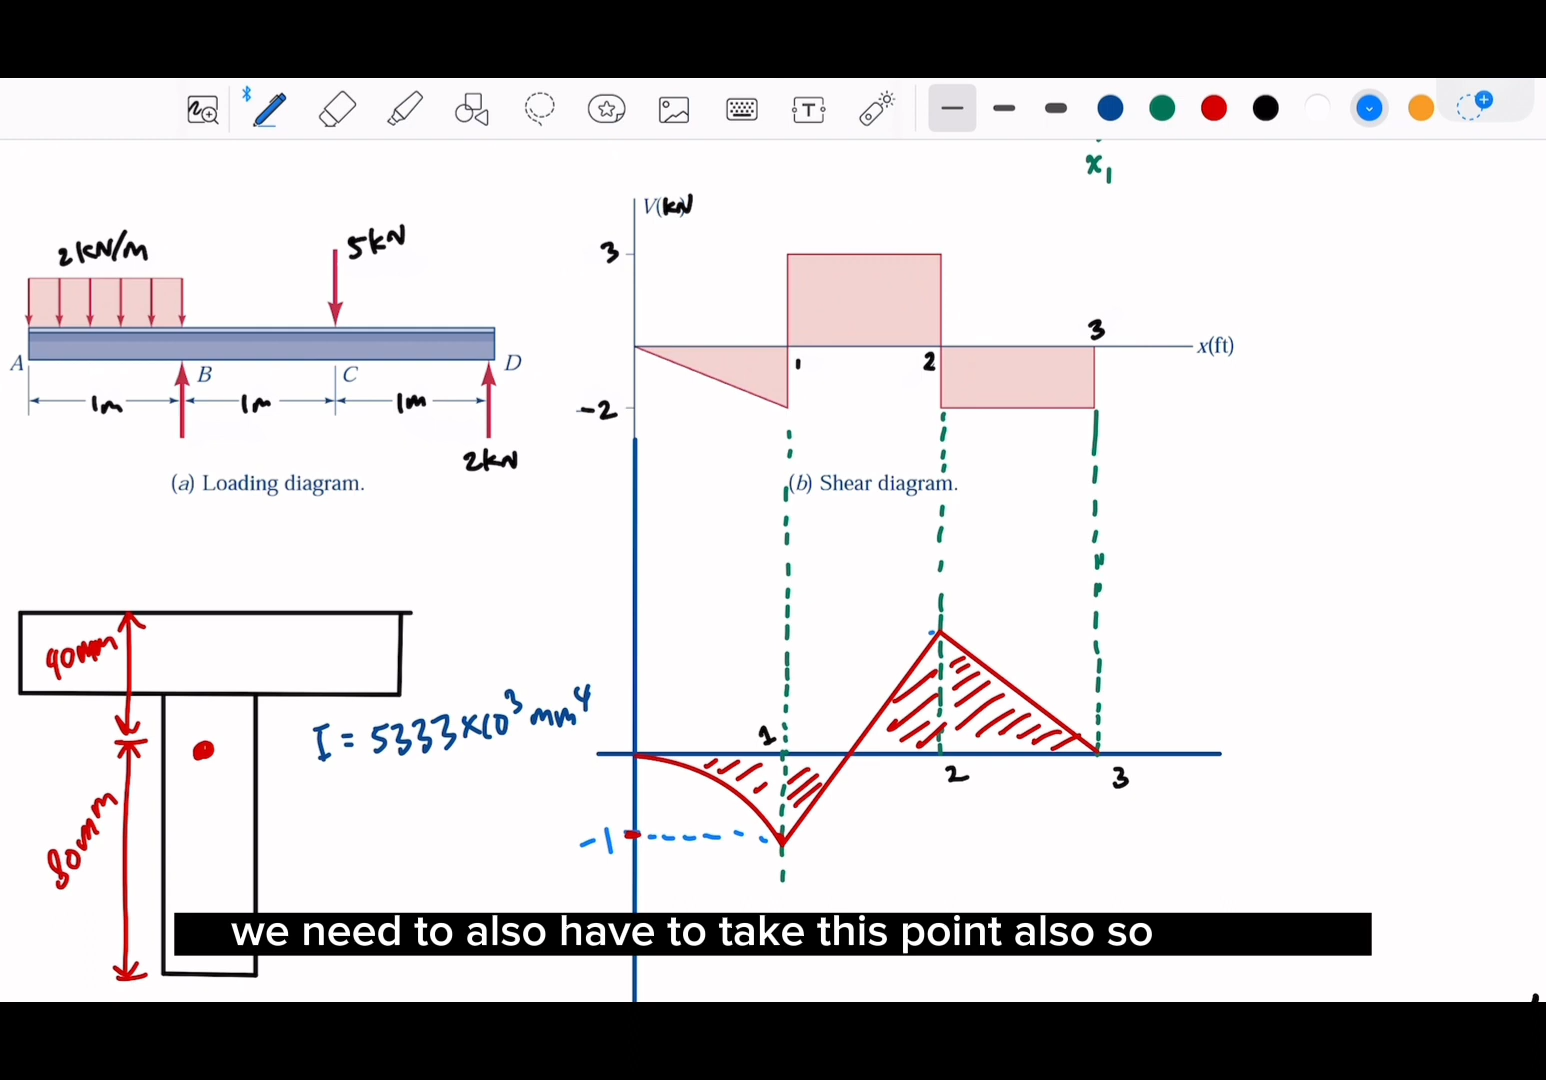 x₁
V(kN)
2kN/m
5kN
3
3
A
B
C
D
1
2
x(ft)
1m
1m
1m
-2
2kN
(a) Loading diagram.
(b) Shear diagram.
40mm
I = 5333×10³ mm⁴
1
2
3
80mm
-1
we need to also have to take this point also so